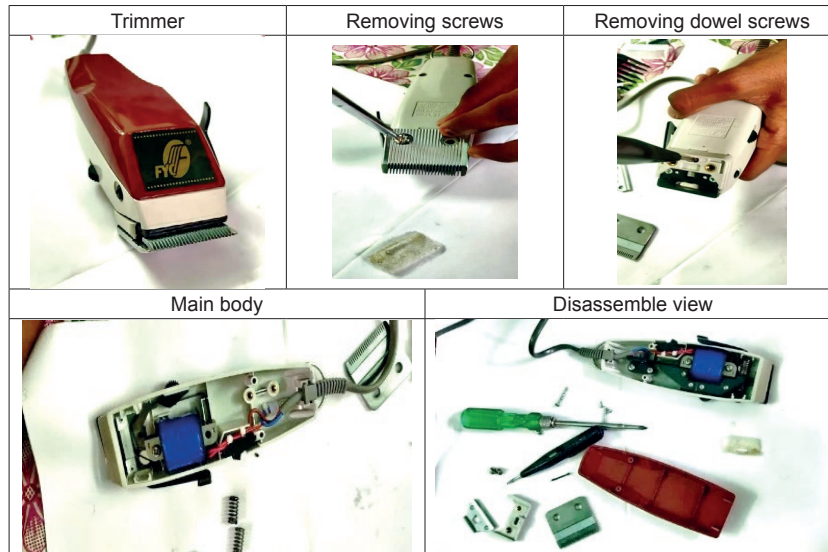 Trimmer
Removing screws
Removing dowel screws
FYC
Main body
Disassemble view